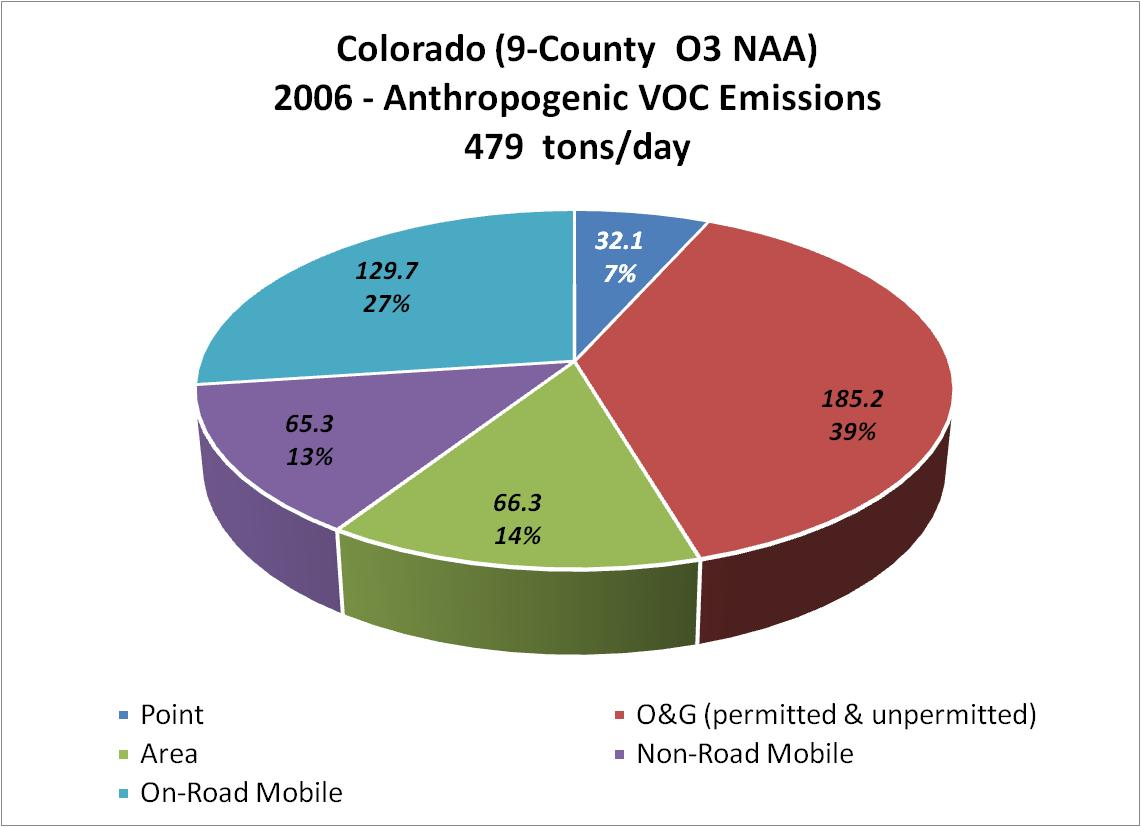 Colorado (9-County  O3 NAA)
2006 - Anthropogenic VOC Emissions
479  tons/day
32.1
7%
129.7
27%
185.2
39%
65.3
13%
66.3
14%
Point
O&G (permitted & unpermitted)
Area
Non-Road Mobile
On-Road Mobile